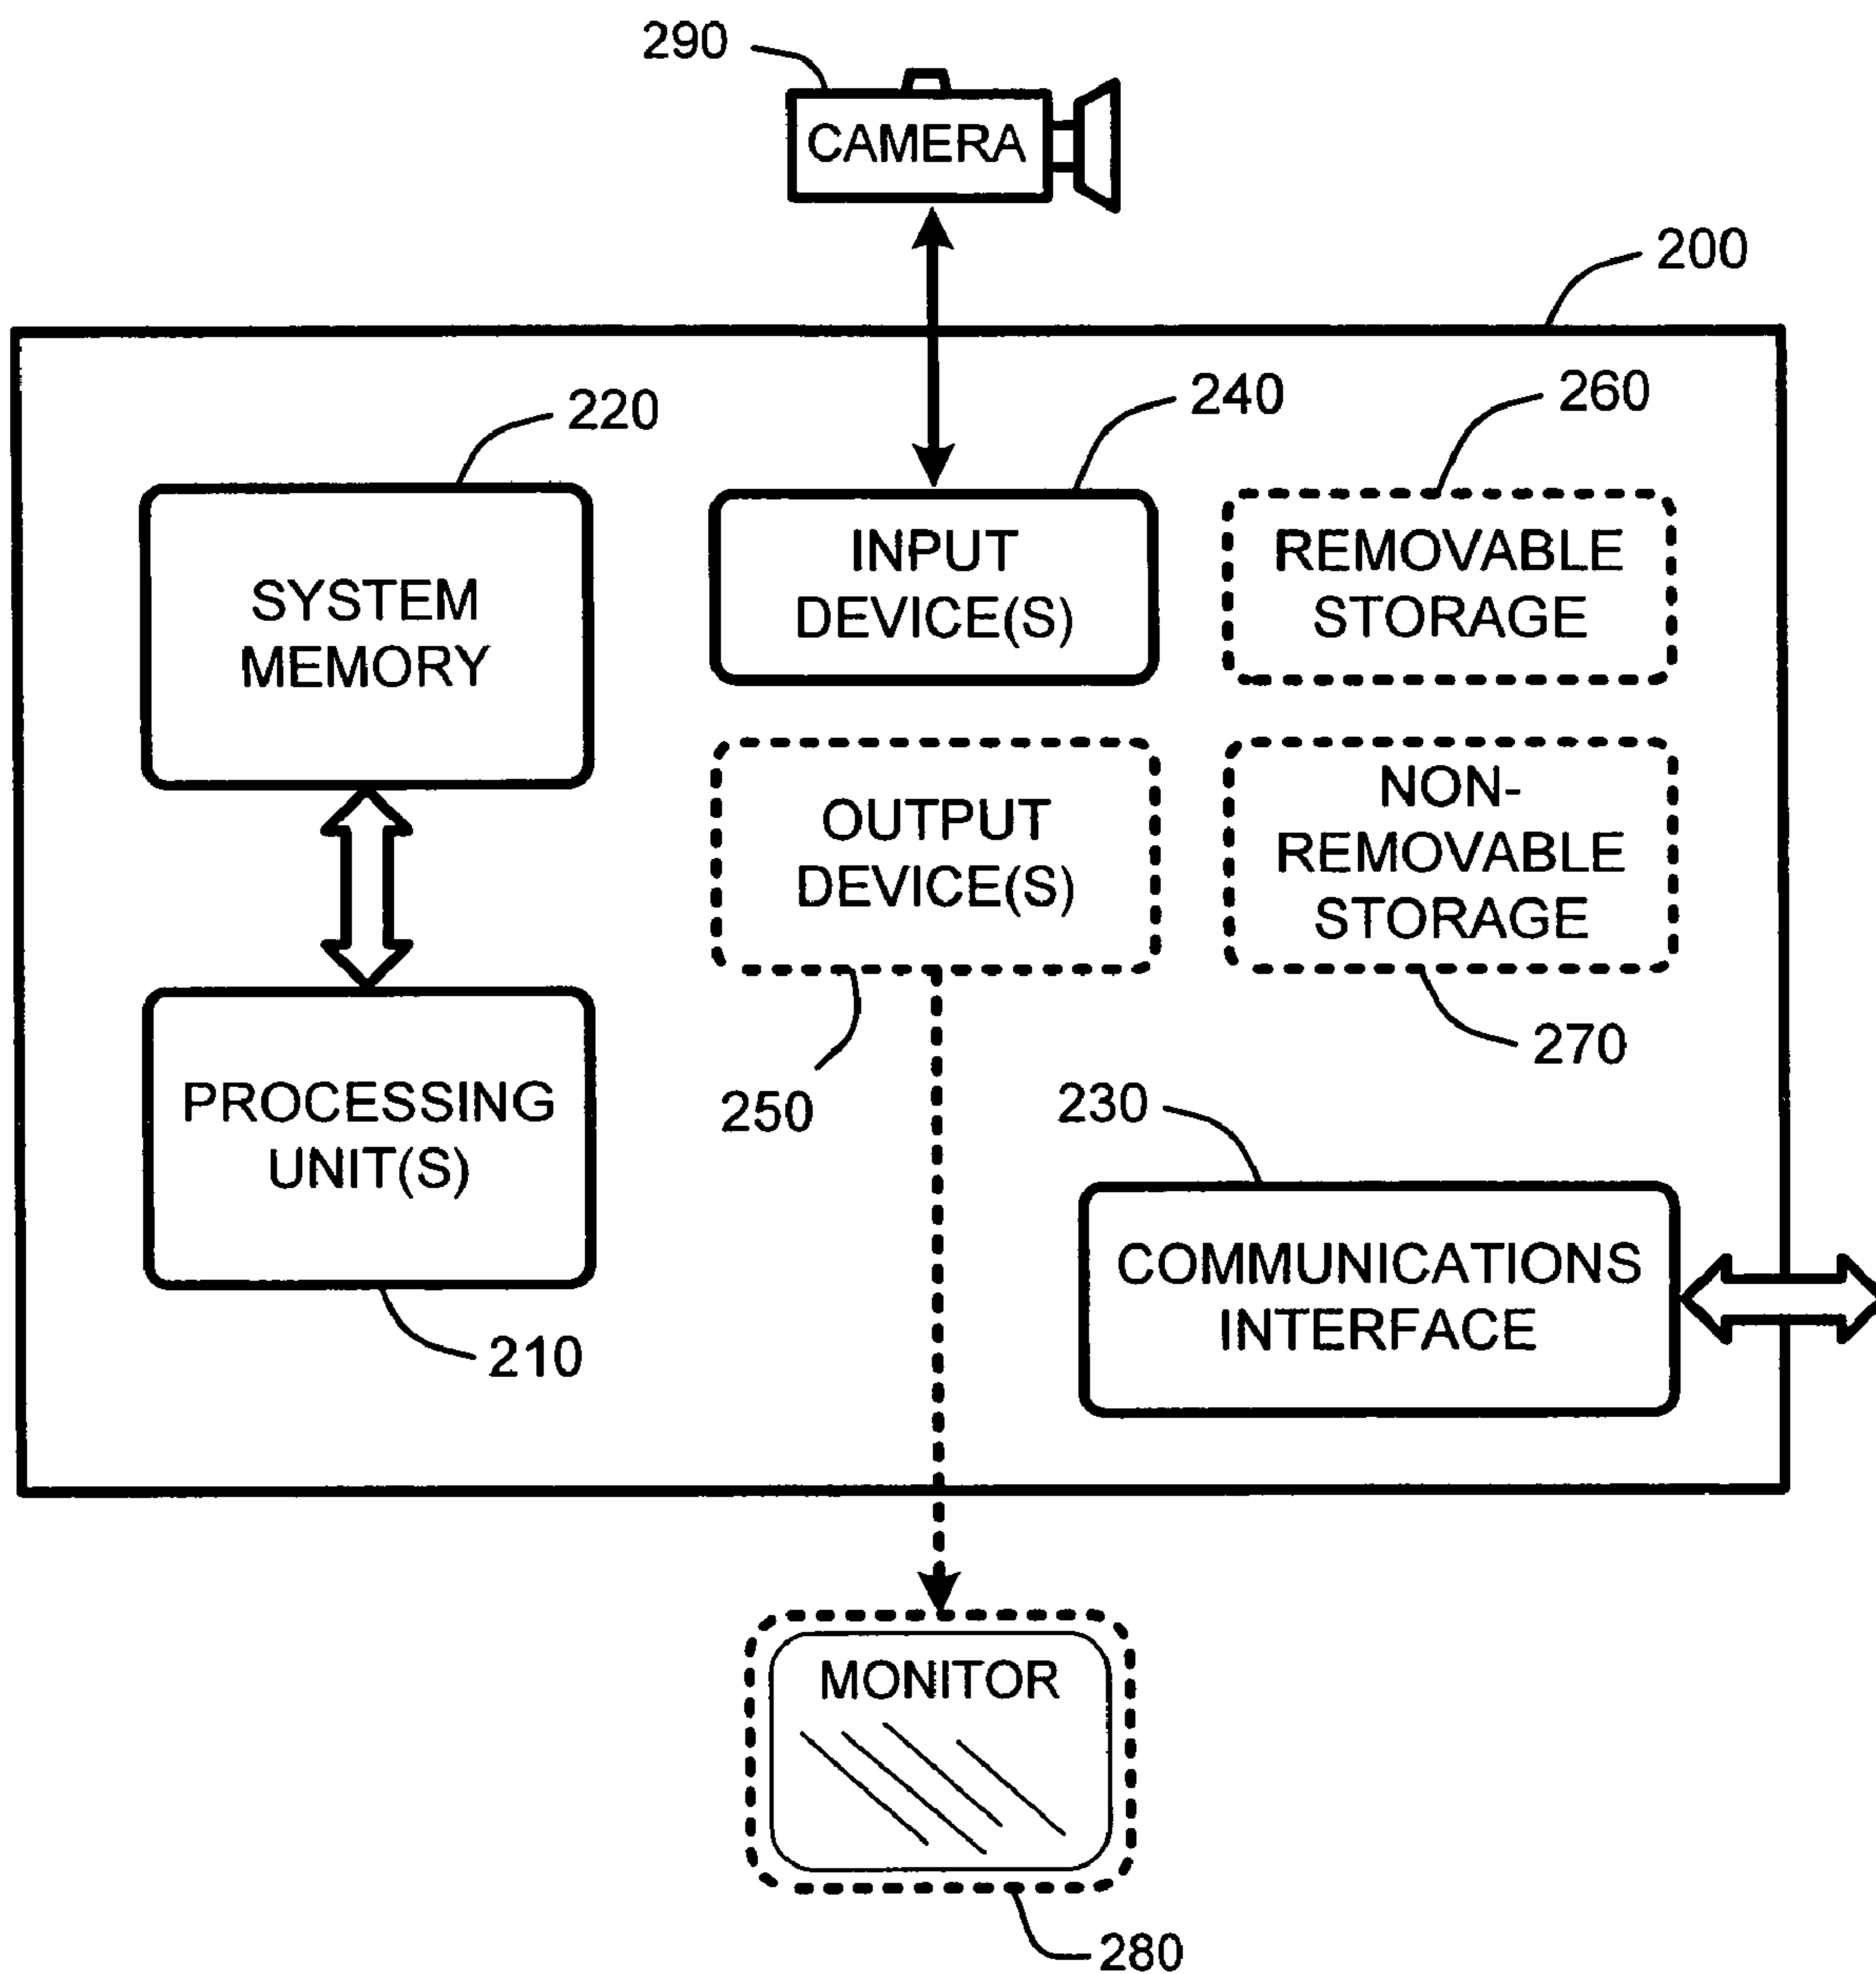 290
CAMERA
200
220
240
260
SYSTEM
MEMORY
INPUT
DEVICE(S)
REMOVABLE
STORAGE
OUTPUT
DEVICE(S)
NON-
REMOVABLE
STORAGE
250
270
PROCESSING
UNIT(S)
210
230
COMMUNICATIONS
INTERFACE
MONITOR
280